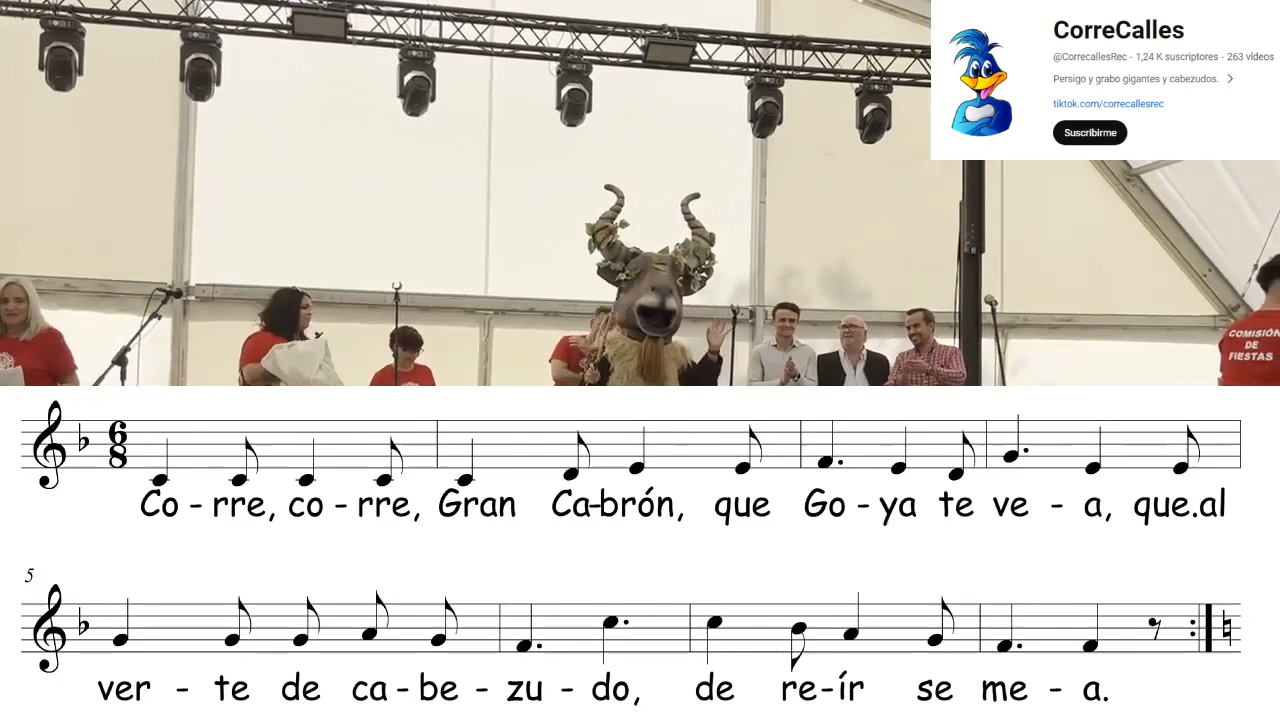 CorreCalles
@CorrecallesRec · 1,24 K suscriptores · 263 vídeos
Persigo y grabo gigantes y cabezudos.
tiktok.com/correcallesrec
Suscribirme
COMISIÓN
DE
FIESTAS
6
8
Co - rre, co - rre, Gran Ca-brón, que Go - ya te ve - a, que.al
5
ver - te de ca - be - zu - do, de re-ír se me - a.